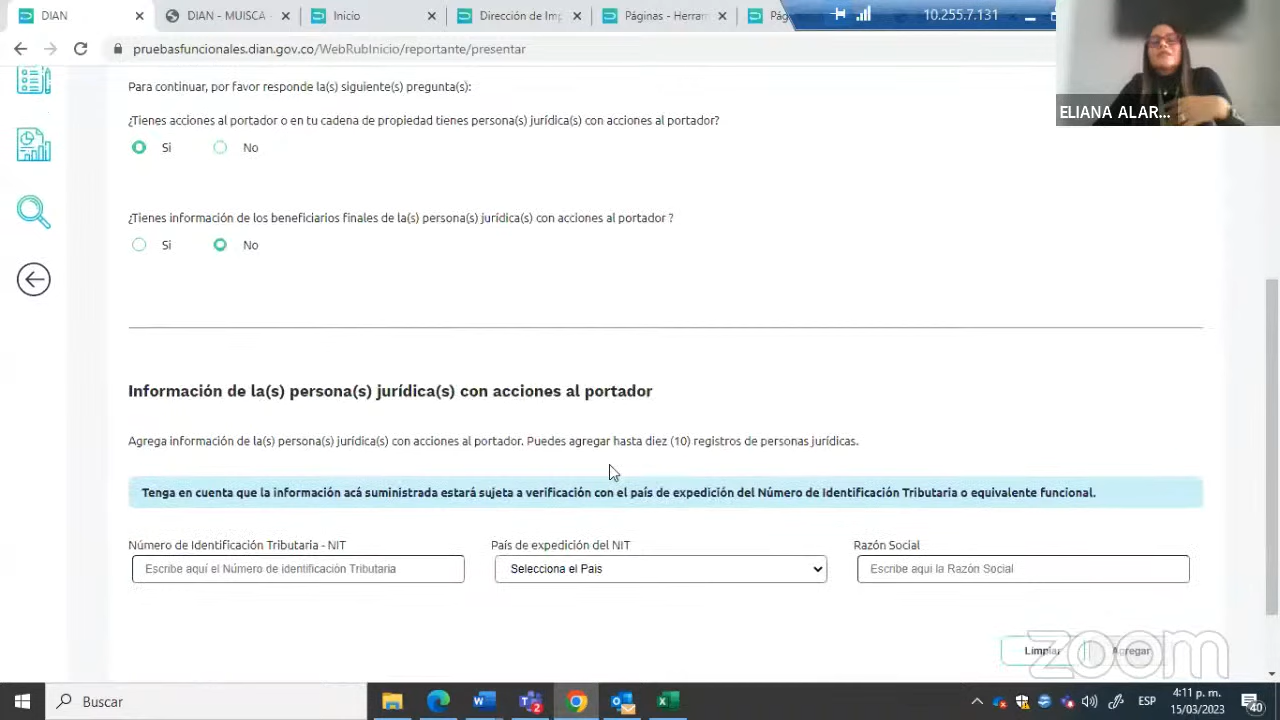 DIAN
DIAN - MUISCA -
Inicio
Dirección de Imp
Páginas - Herram
Pág
10.255.7.131
pruebasfuncionales.dian.gov.co/WebRubInicio/reportante/presentar
ELIANA ALAR...
Para continuar, por favor responde la(s) siguiente(s) pregunta(s):
¿Tienes acciones al portador o en tu cadena de propiedad tienes persona(s) jurídica(s) con acciones al portador?
Si No
¿Tienes información de los beneficiarios finales de la(s) persona(s) jurídica(s) con acciones al portador ?
Si No
Información de la(s) persona(s) jurídica(s) con acciones al portador
Agrega información de la(s) persona(s) jurídica(s) con acciones al portador. Puedes agregar hasta diez (10) registros de personas jurídicas.
Tenga en cuenta que la información acá suministrada estará sujeta a verificación con el país de expedición del Número de Identificación Tributaria o equivalente funcional.
Número de Identificación Tributaria - NIT País de expedición del NIT Razón Social
Escribe aquí el Número de identificación Tributaria Selecciona el País Escribe aquí la Razón Social
Limpiar Agregar
zoom
Buscar
ESP
4:11 p. m.
15/03/2023
40